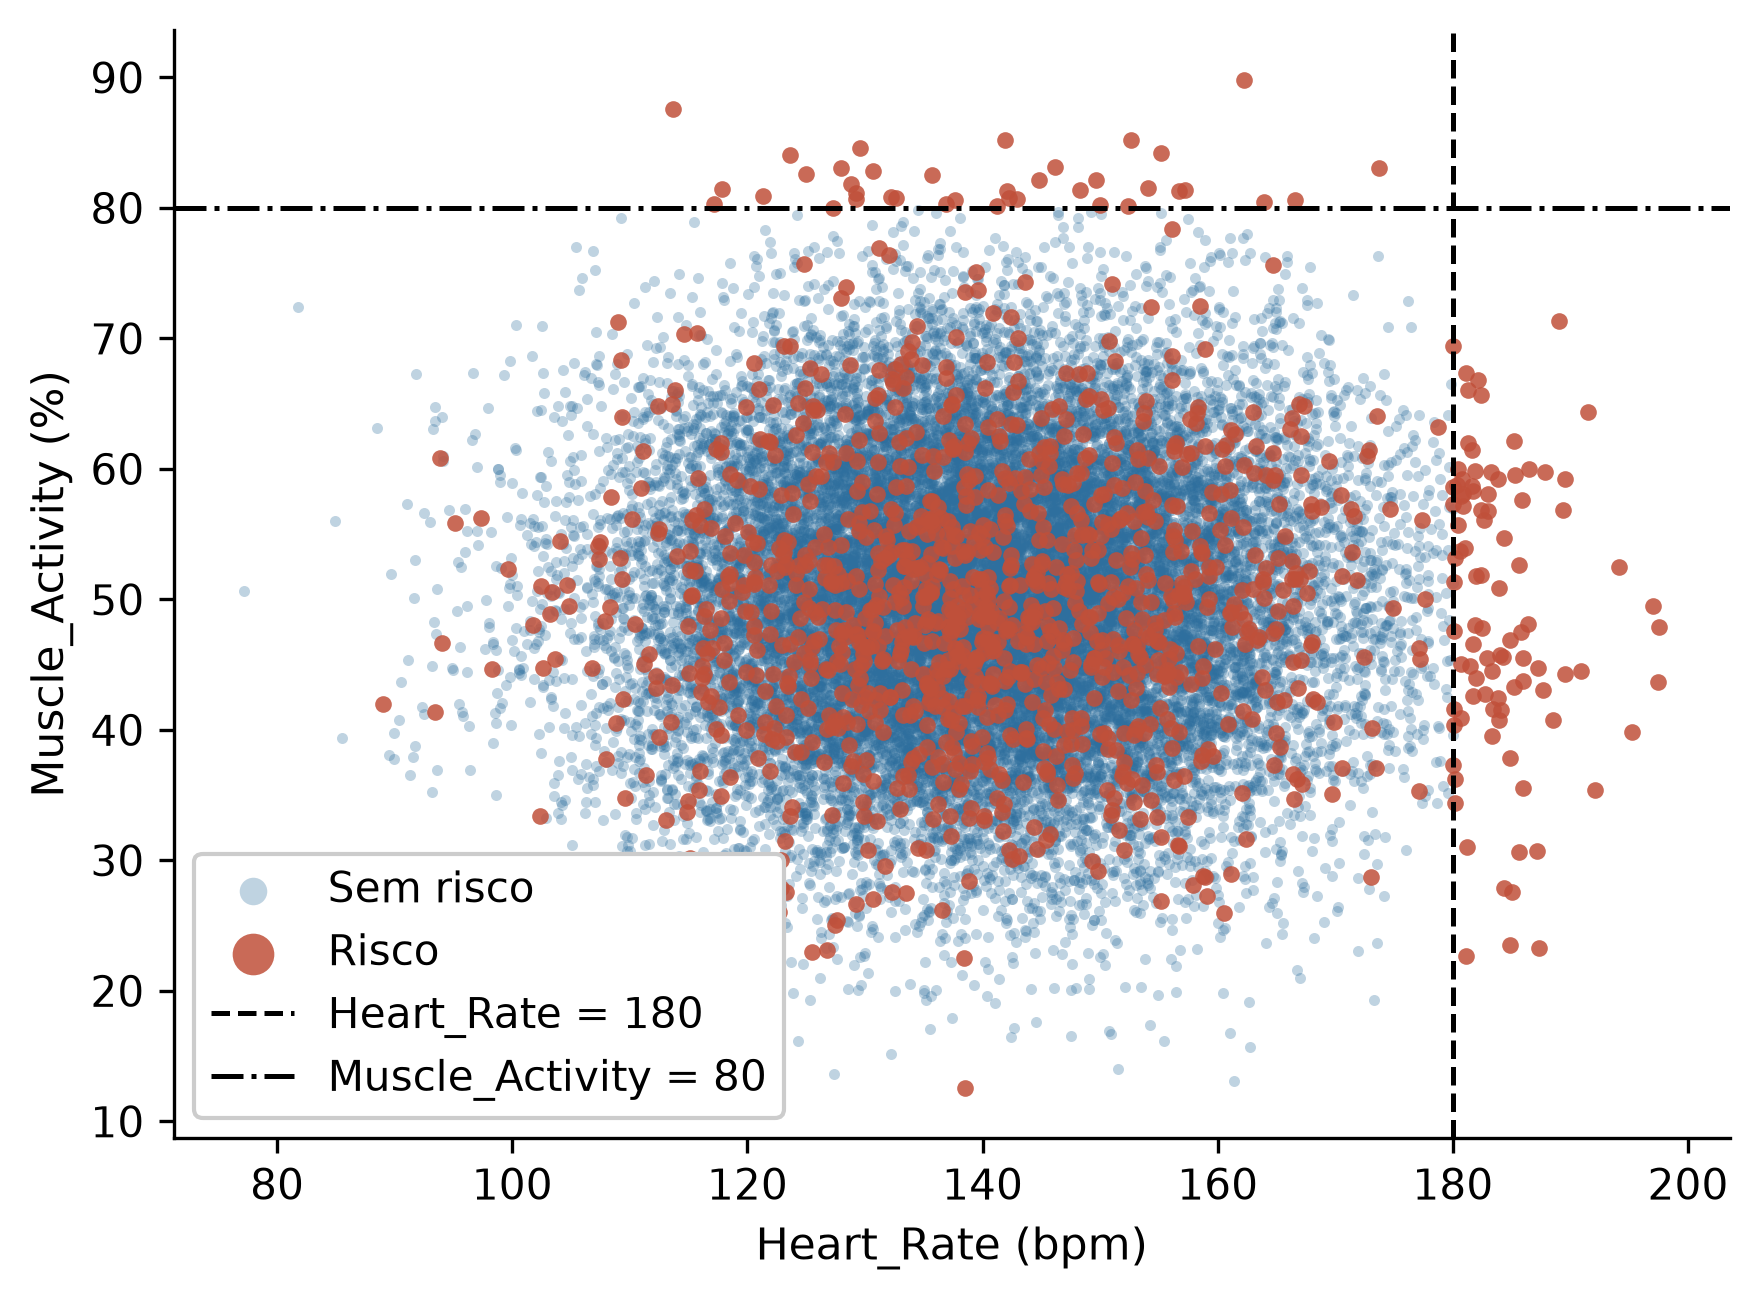 90
80
70
60
50
40
30
20
10
Muscle_Activity (%)
Sem risco
Risco
Heart_Rate = 180
Muscle_Activity = 80
80 100 120 140 160 180 200
Heart_Rate (bpm)